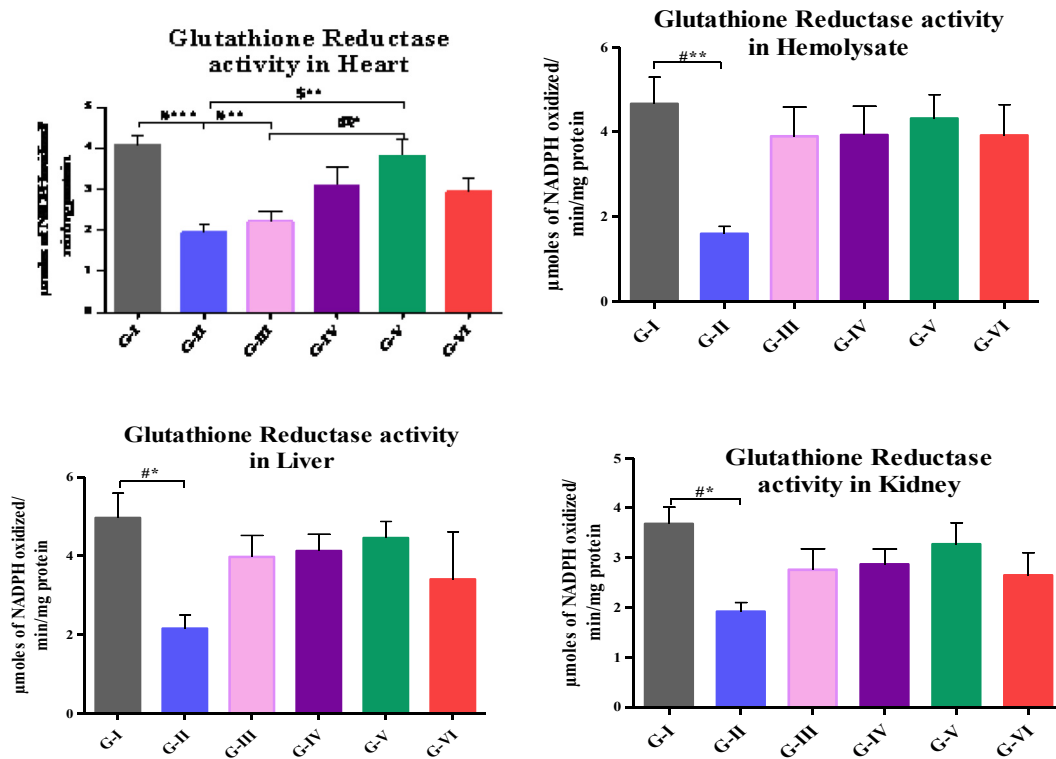 Glutathione Reductase
activity in Heart
5
4
3
2
1
G-I
G-II
G-III
G-IV
G-V
G-VI
Glutathione Reductase activity
in Hemolysate
#**
μmoles of NADPH oxidized/
min/mg protein
6
4
2
0
G-I
G-II
G-III
G-IV
G-V
G-VI
Glutathione Reductase activity
in Liver
#*
μmoles of NADPH oxidized/
min/mg protein
6
4
2
0
G-I
G-II
G-III
G-IV
G-V
G-VI
Glutathione Reductase
activity in Kidney
#*
μmoles of NADPH oxidized/
min/mg protein
5
4
3
2
1
0
G-I
G-II
G-III
G-IV
G-V
G-VI